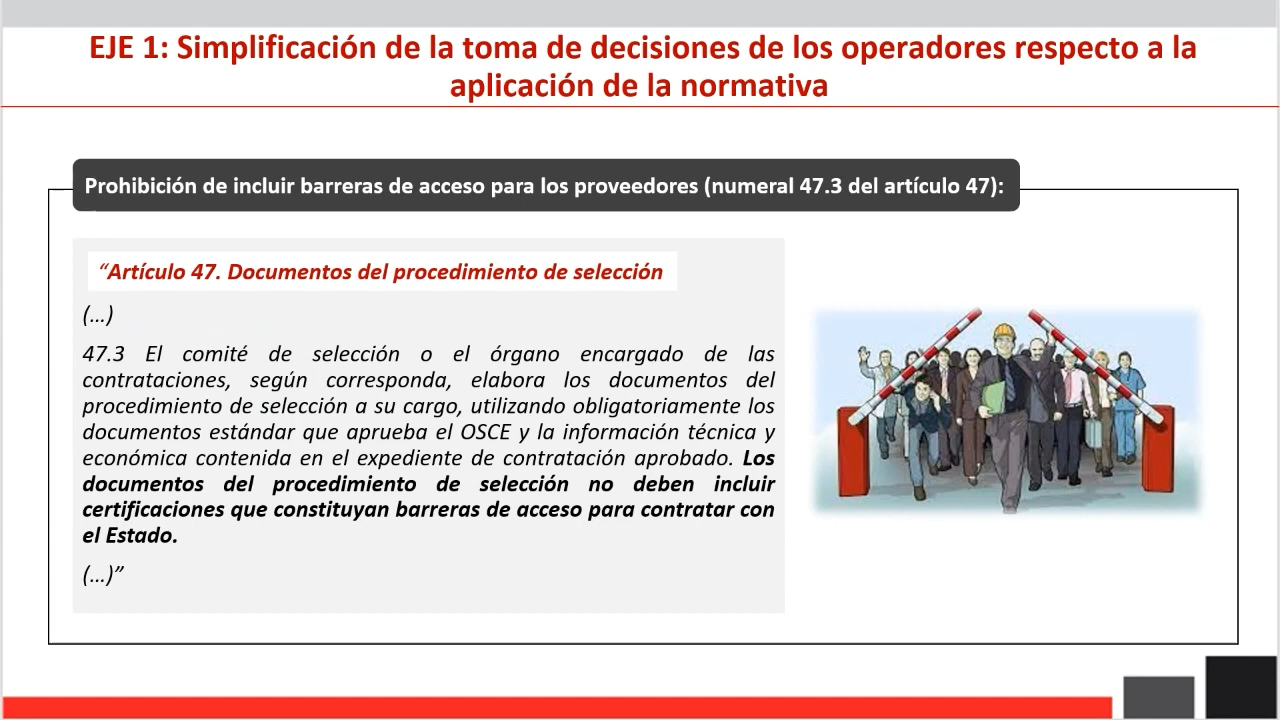 EJE 1: Simplificación de la toma de decisiones de los operadores respecto a la
aplicación de la normativa
Prohibición de incluir barreras de acceso para los proveedores (numeral 47.3 del artículo 47):
“Artículo 47. Documentos del procedimiento de selección
(...)
47.3 El comité de selección o el órgano encargado de las
contrataciones, según corresponda, elabora los documentos del
procedimiento de selección a su cargo, utilizando obligatoriamente los
documentos estándar que aprueba el OSCE y la información técnica y
económica contenida en el expediente de contratación aprobado. Los
documentos del procedimiento de selección no deben incluir
certificaciones que constituyan barreras de acceso para contratar con
el Estado.
(...)”